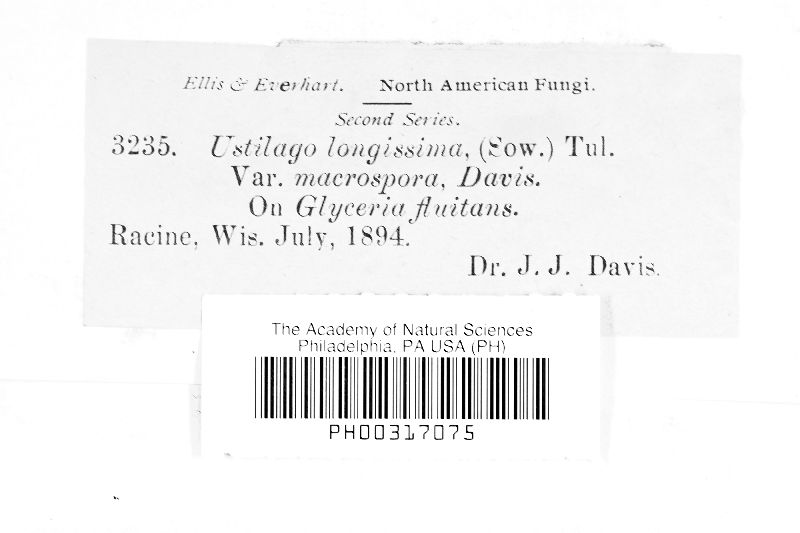 Ellis & Everhart. North American Fungi.
Second Series.
3235. Ustilago longissima, (Sow.) Tul.
Var. macrospora, Davis.
On Glyceria fluitans.
Racine, Wis. July, 1894.
Dr. J. J. Davis.
The Academy of Natural Sciences
Philadelphia, PA USA (PH)
PH00317075